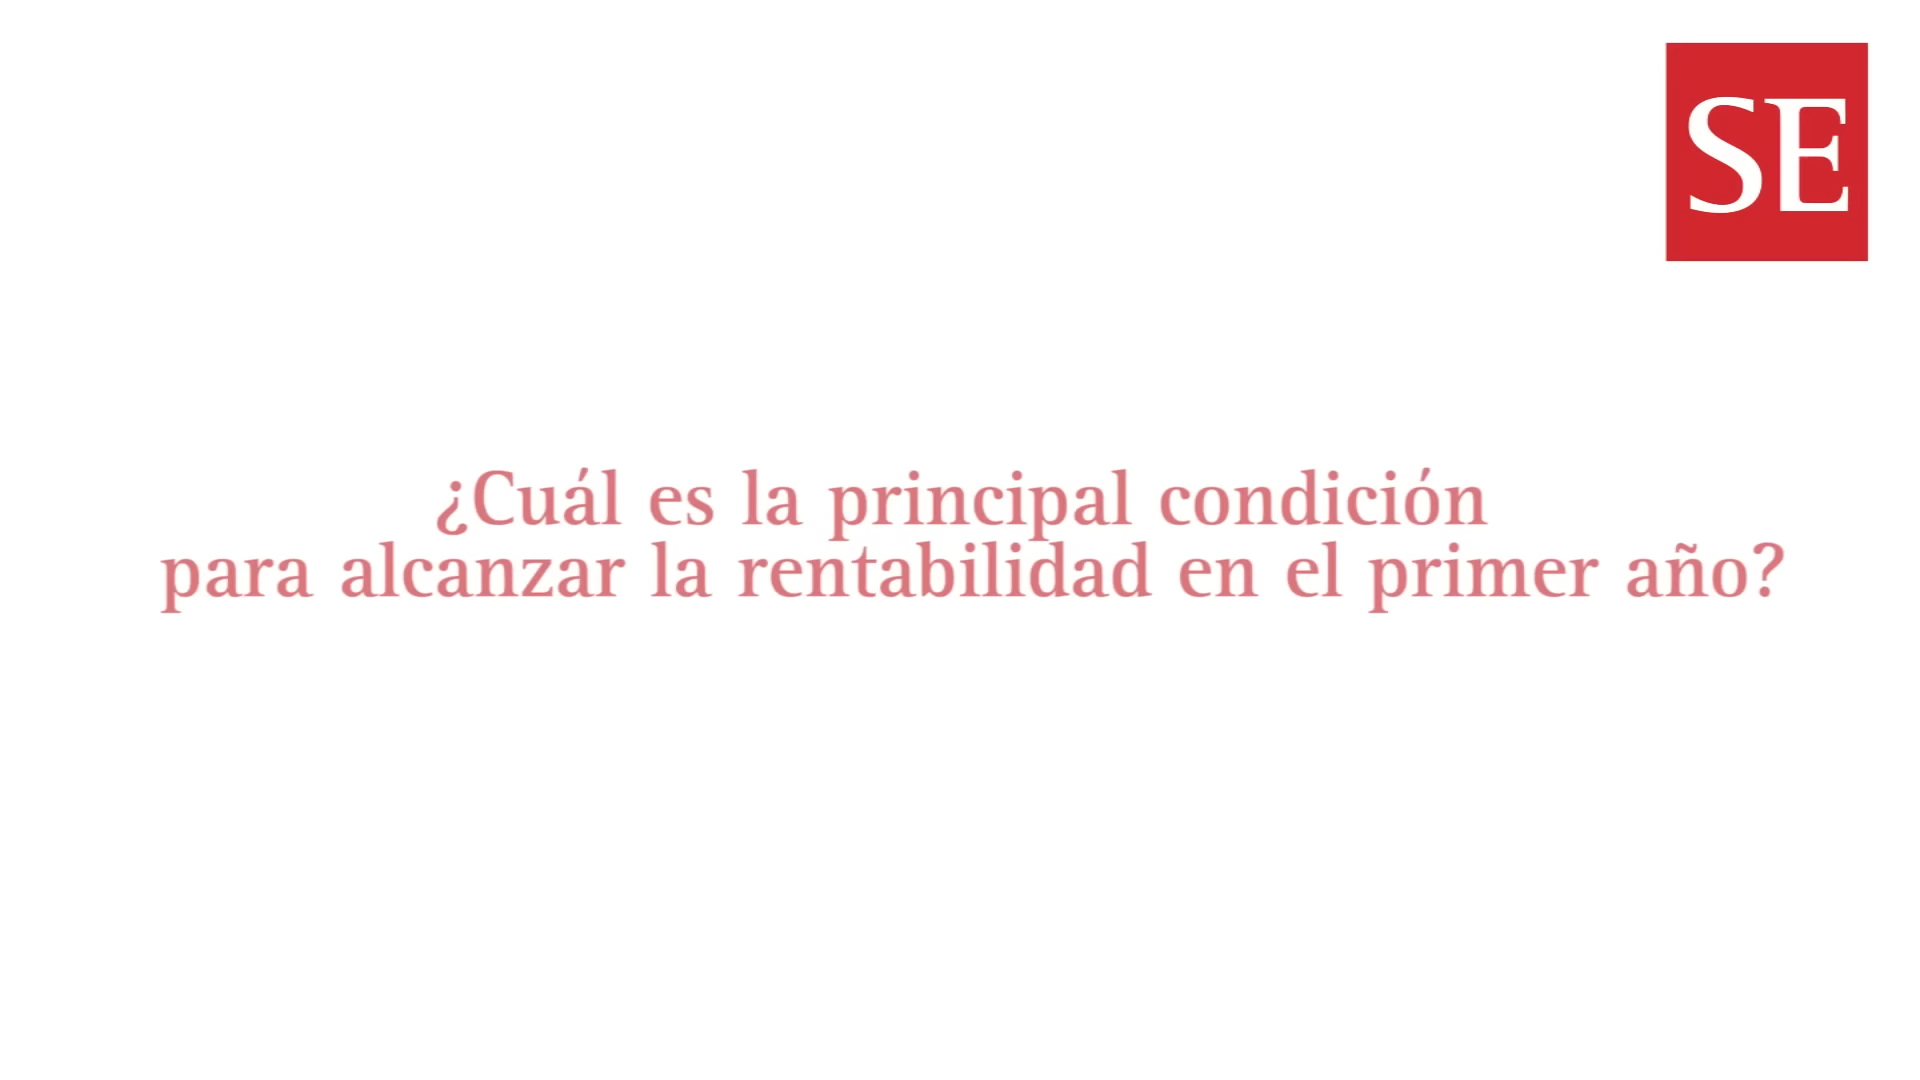 SE
¿Cuál es la principal condición
para alcanzar la rentabilidad en el primer año?